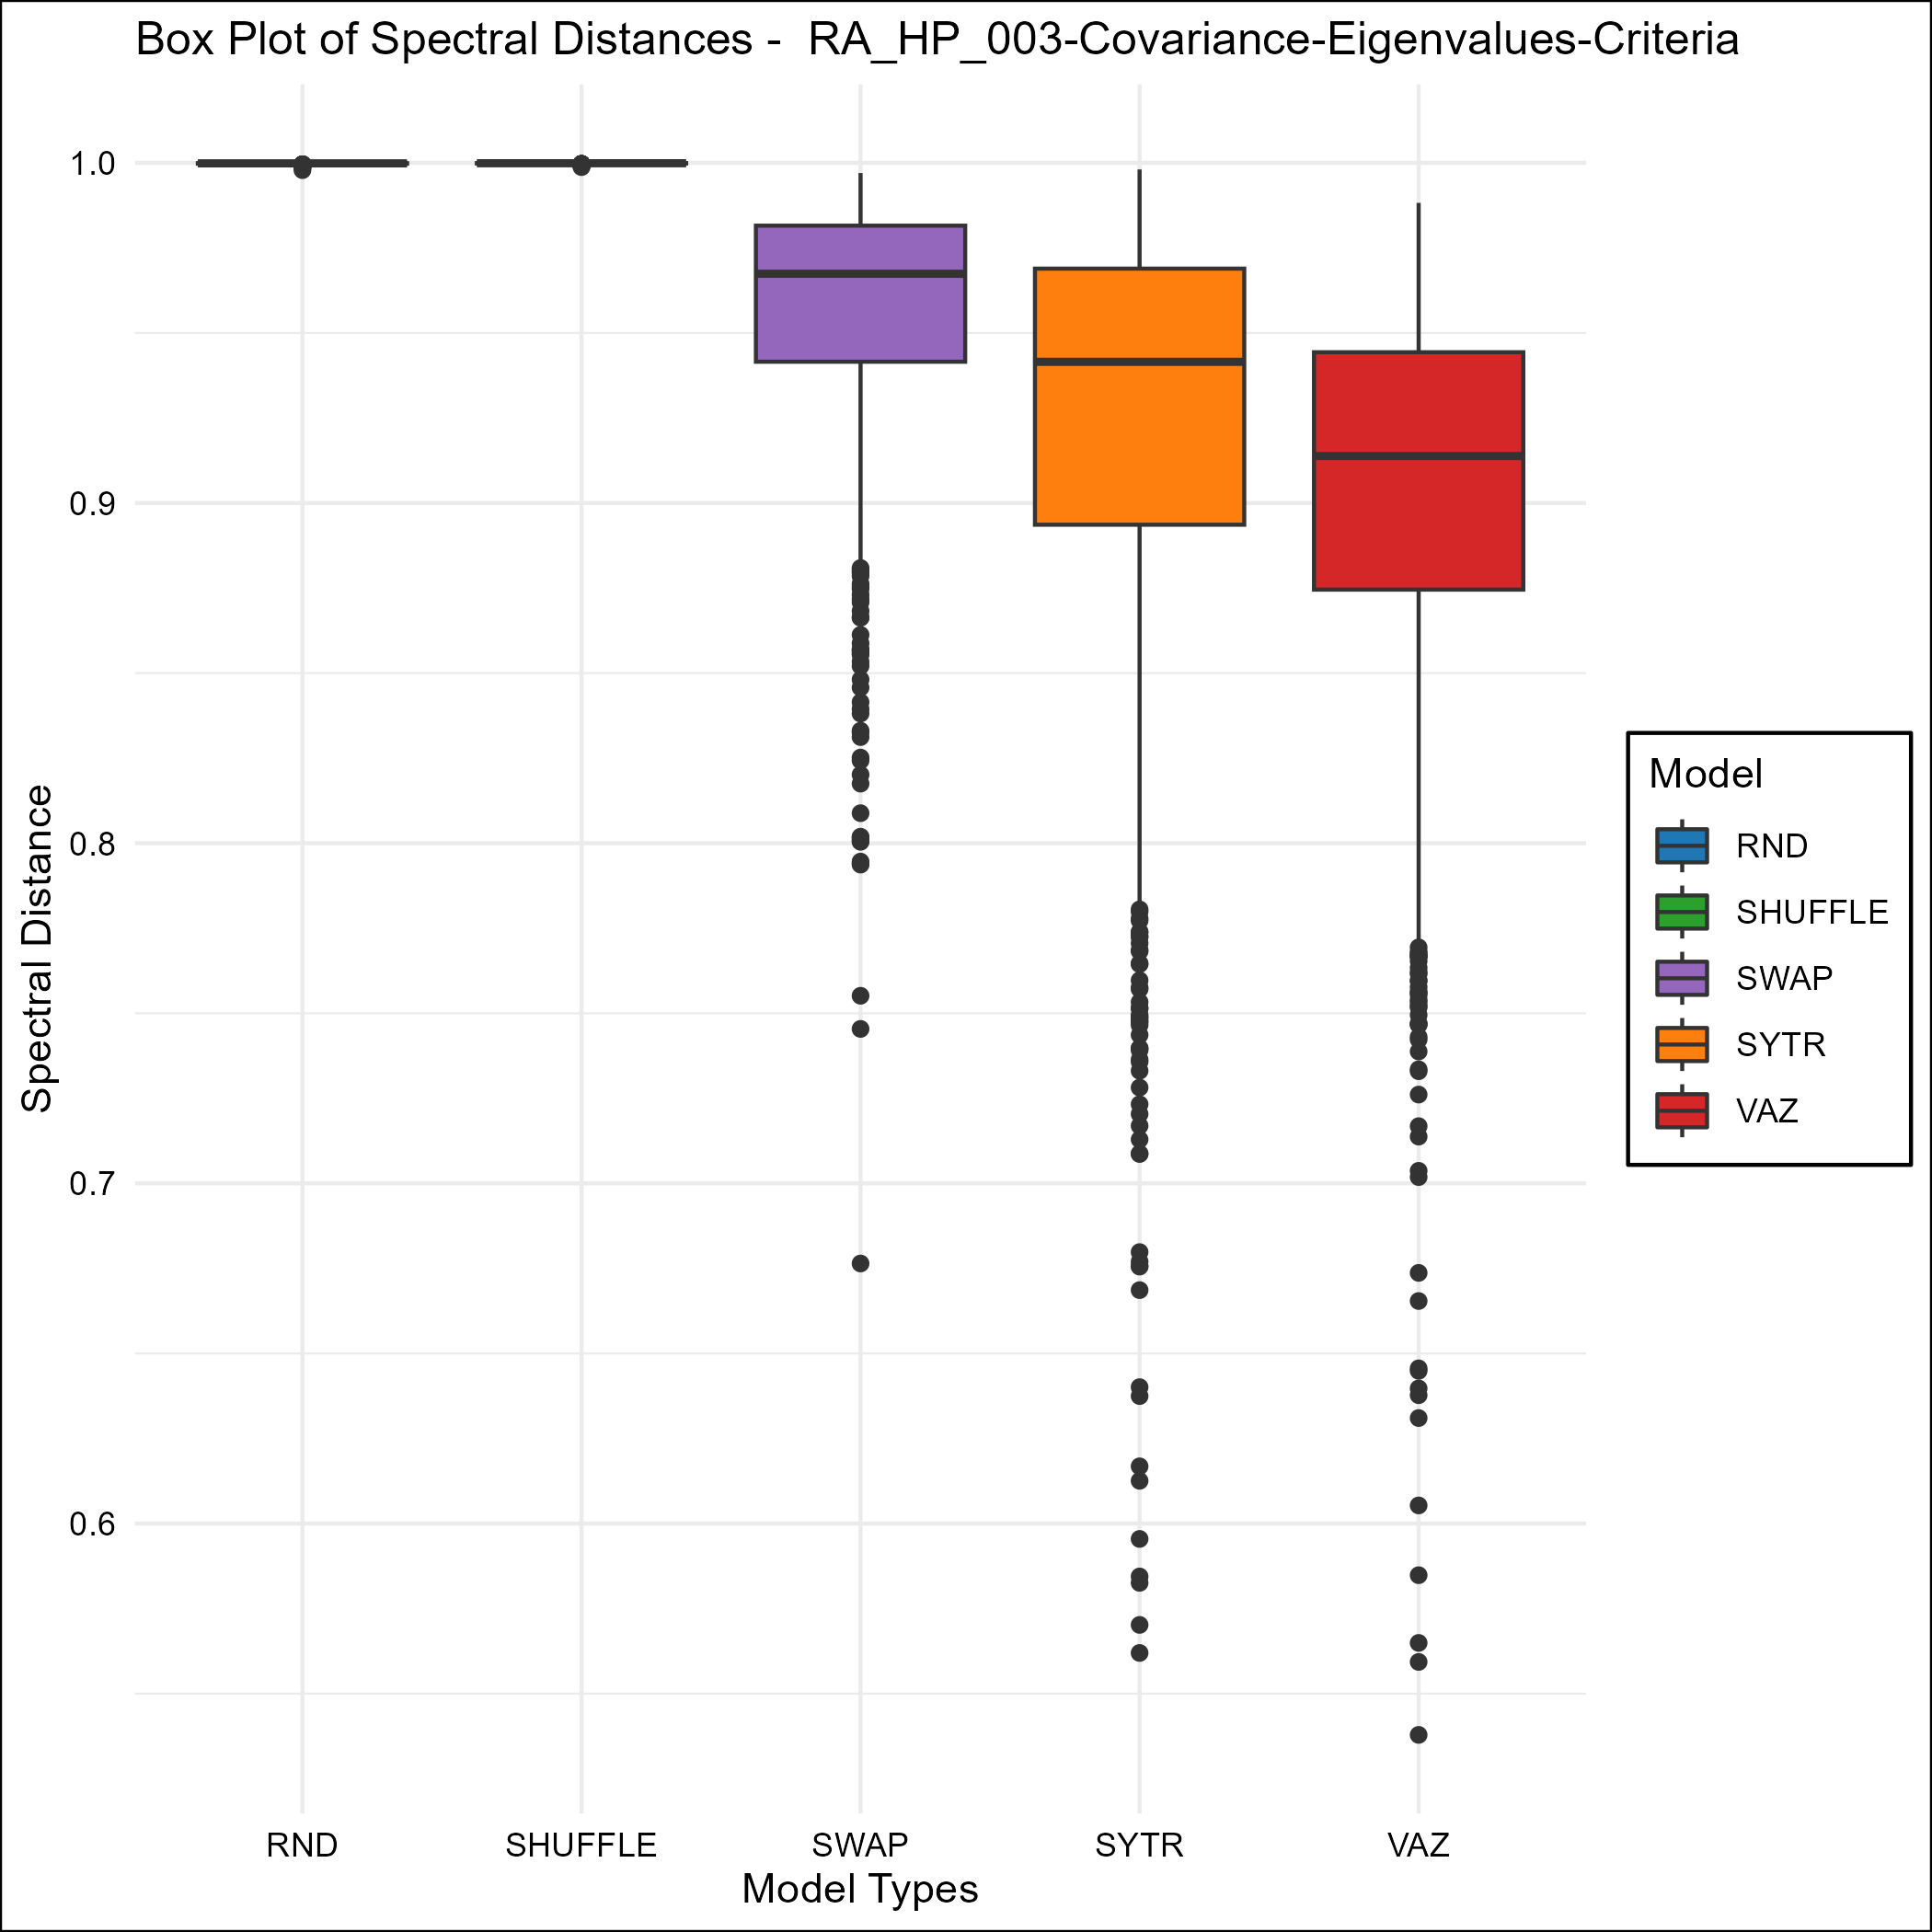 Box Plot of Spectral Distances -  RA_HP_003-Covariance-Eigenvalues-Criteria
Spectral Distance
1.0
0.9
0.8
0.7
0.6
RND
SHUFFLE
SWAP
SYTR
VAZ
Model Types
Model
RND
SHUFFLE
SWAP
SYTR
VAZ